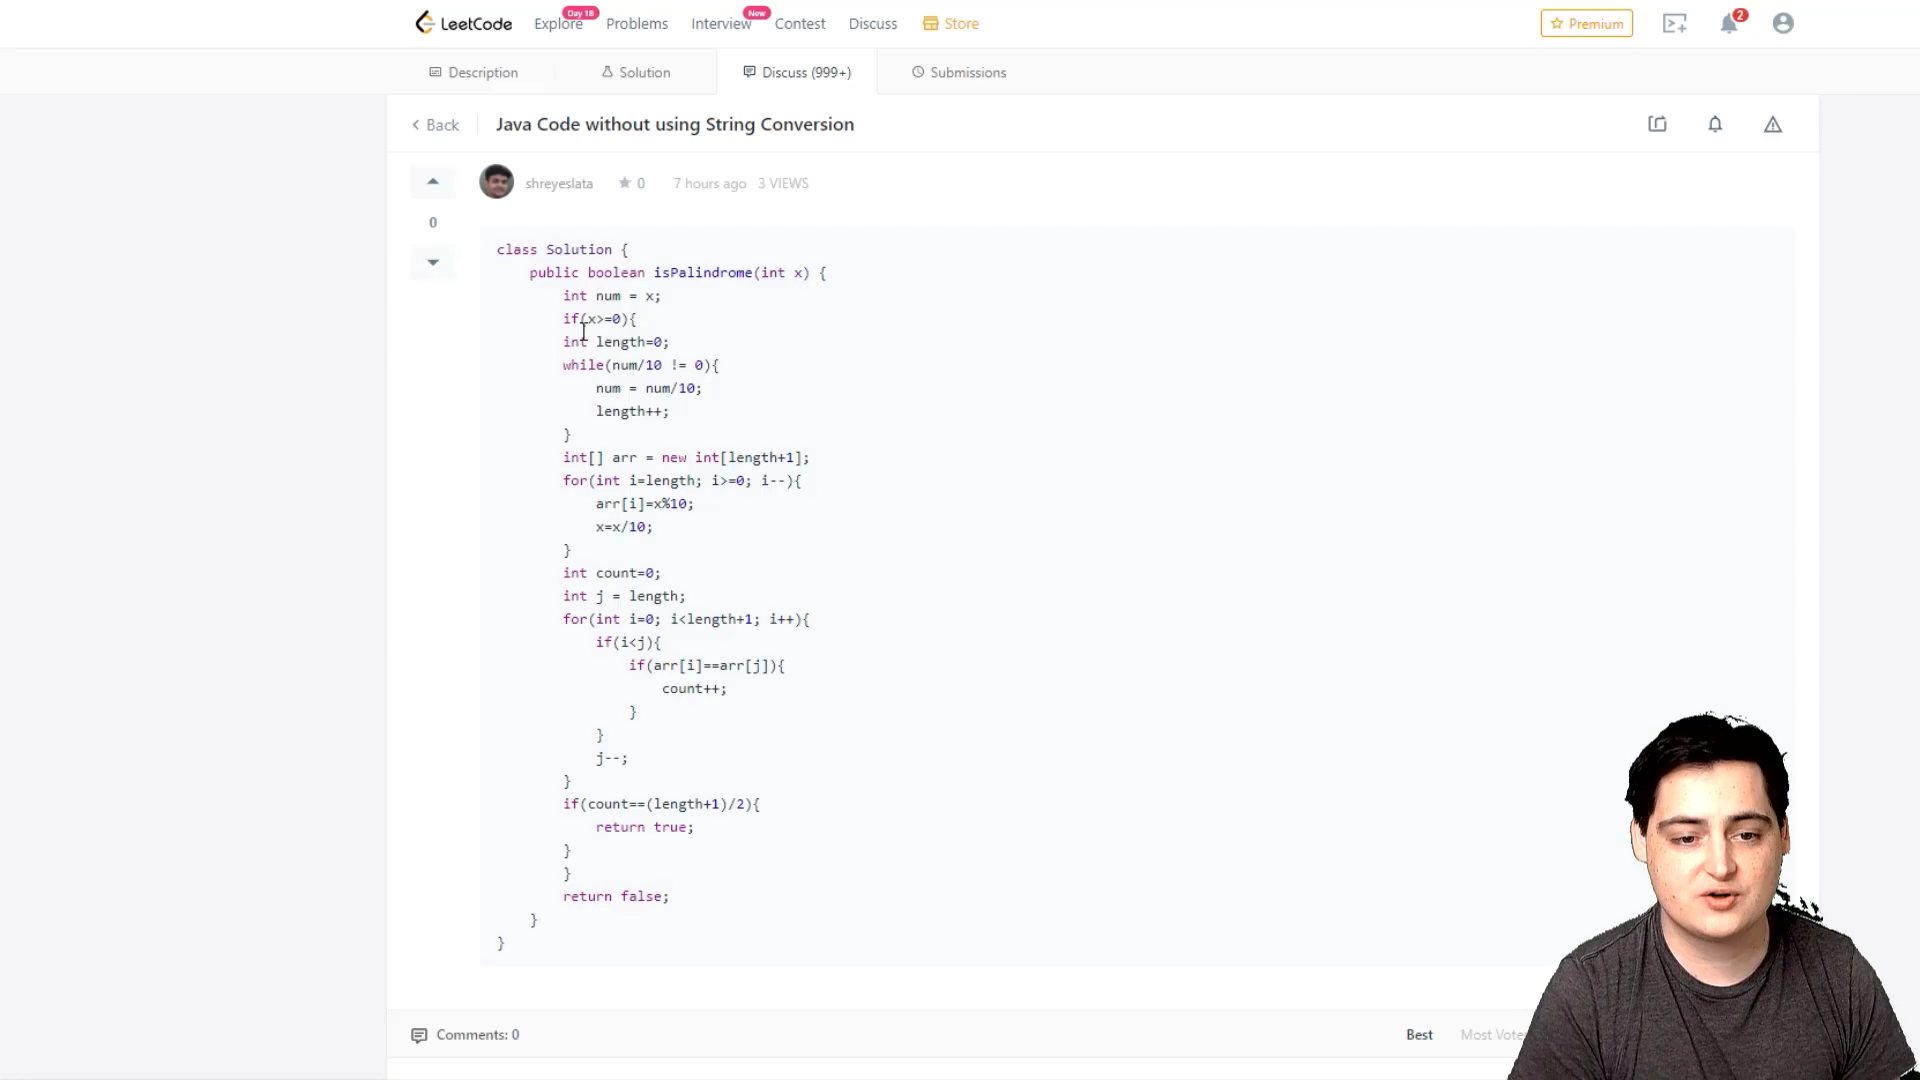 LeetCode Explore Day 18 Problems Interview New Contest Discuss Store Premium 2
Description Solution Discuss (999+) Submissions
Back Java Code without using String Conversion
shreyeslata 0 7 hours ago 3 VIEWS
0
class Solution {
    public boolean isPalindrome(int x) {
        int num = x;
        if(x>=0){
        int length=0;
        while(num/10 != 0){
            num = num/10;
            length++;
        }
        int[] arr = new int[length+1];
        for(int i=length; i>=0; i--){
            arr[i]=x%10;
            x=x/10;
        }
        int count=0;
        int j = length;
        for(int i=0; i<length+1; i++){
            if(i<j){
                if(arr[i]==arr[j]){
                    count++;
                }
            }
            j--;
        }
        if(count==(length+1)/2){
            return true;
        }
        }
        return false;
    }
}
Comments: 0 Best Most